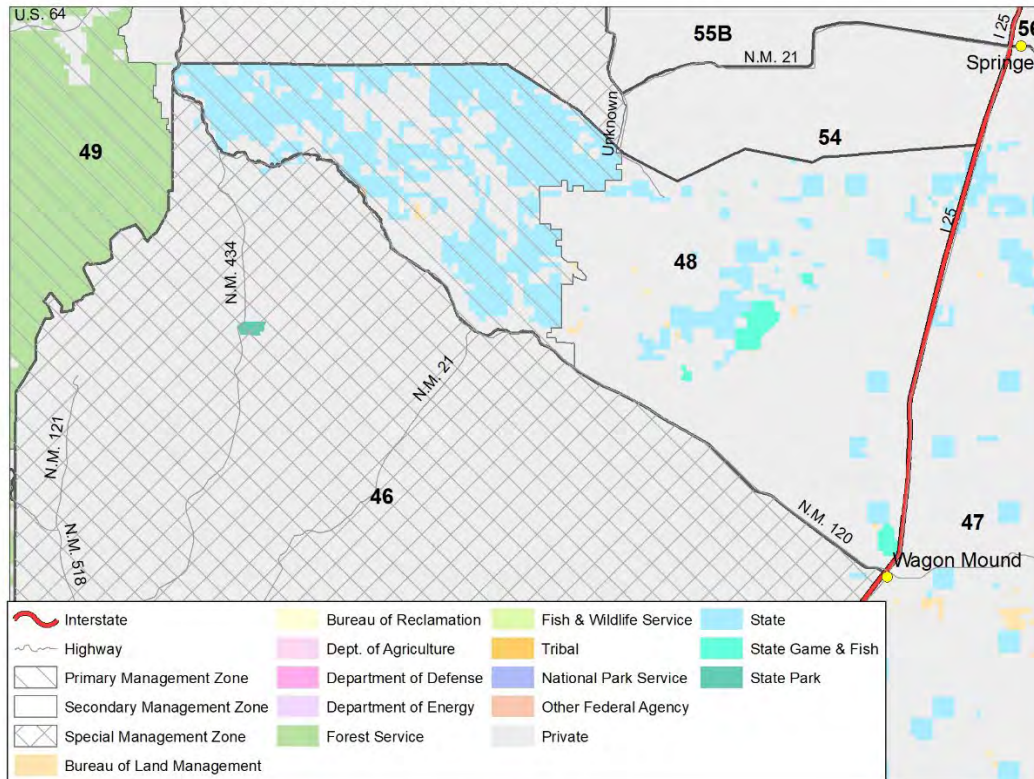 U.S. 64
55B
I 25
56
N.M. 21
Springe
Unknown
49
54
I 25
N.M. 434
48
N.M. 21
N.M. 121
46
N.M. 120
47
N.M. 518
Wagon Mound
Interstate
Highway
Primary Management Zone
Secondary Management Zone
Special Management Zone
Bureau of Land Management
Bureau of Reclamation
Dept. of Agriculture
Department of Defense
Department of Energy
Forest Service
Fish & Wildlife Service
Tribal
National Park Service
Other Federal Agency
Private
State
State Game & Fish
State Park